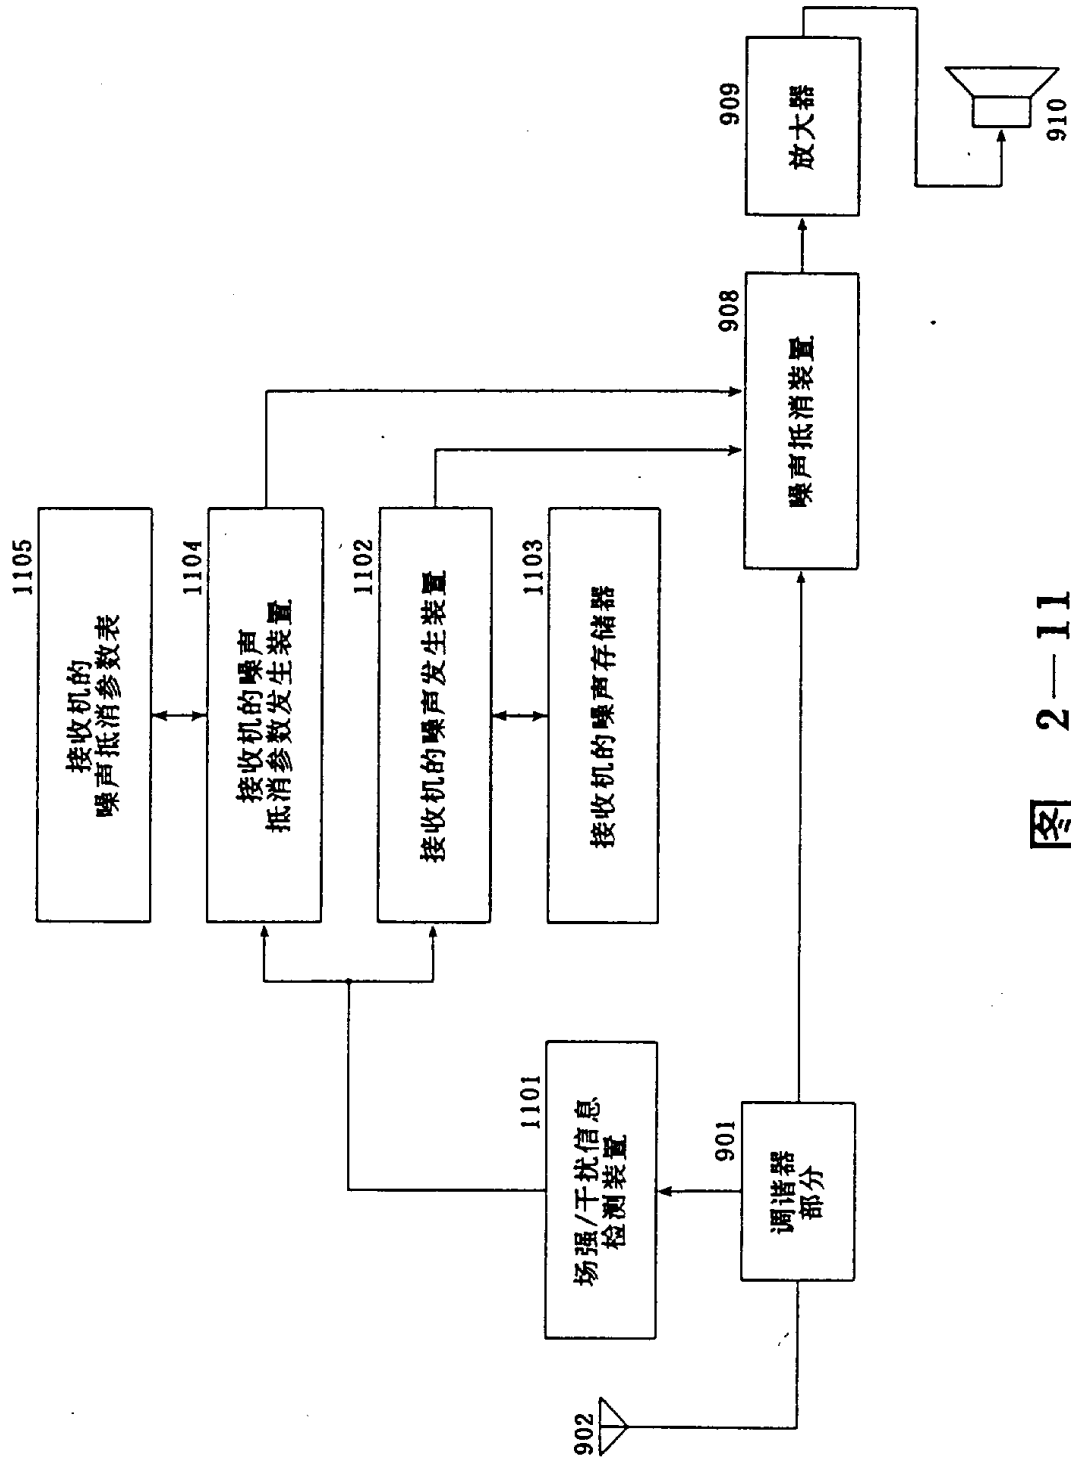 1105
接收机的
噪声抵消参数表
1104
接收机的噪声
抵消参数发生装置
1102
接收机的噪声发生装置
1103
接收机的噪声存储器
1101
场强/干扰信息
检测装置
902
901
调谐器
部分
908
噪声抵消装置
909
放大器
910
图 2—11